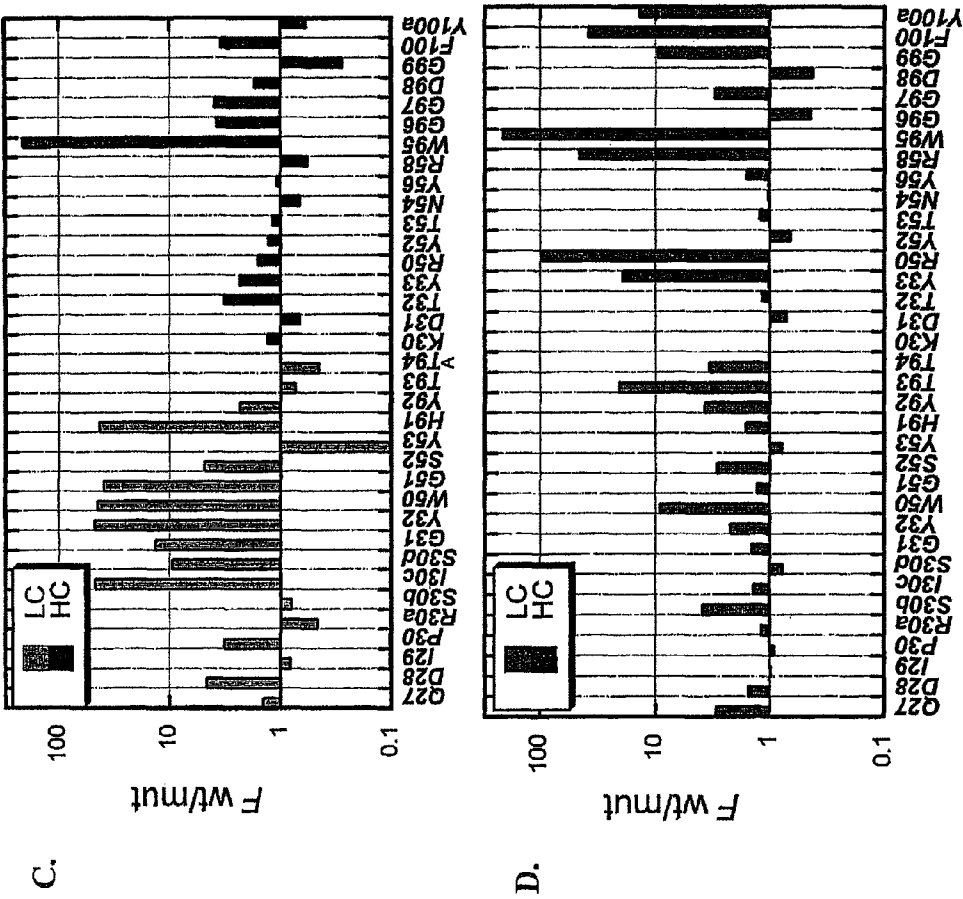 C.
F wt/mut
100
10
1
0.1
LC
HC
Q27
D28
I29
P30
R30a
S30b
I30c
S30d
G31
Y32
W50
G51
S52
Y53
H91
Y92
T93
T94A
K30
D31
T32
Y33
R50
Y52
T53
N54
Y56
R58
W95
G96
G97
D98
G99
F100
Y100a
D.
F wt/mut
100
10
1
0.1
LC
HC
Q27
D28
I29
P30
R30a
S30b
I30c
S30d
G31
Y32
W50
G51
S52
Y53
H91
Y92
T93
T94
K30
D31
T32
Y33
R50
Y52
T53
N54
Y56
R58
W95
G96
G97
D98
G99
F100
Y100a